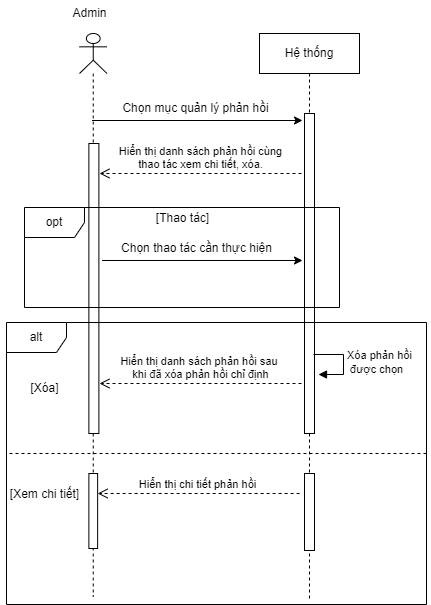 Admin
Hệ thống
Chọn mục quản lý phản hồi
Hiển thị danh sách phản hồi cùng
thao tác xem chi tiết, xóa.
opt
[Thao tác]
Chọn thao tác cần thực hiện
alt
Xóa phản hồi
được chọn
Hiển thị danh sách phản hồi sau
khi đã xóa phản hồi chỉ định
[Xóa]
Hiển thị chi tiết phản hồi
[Xem chi tiết]